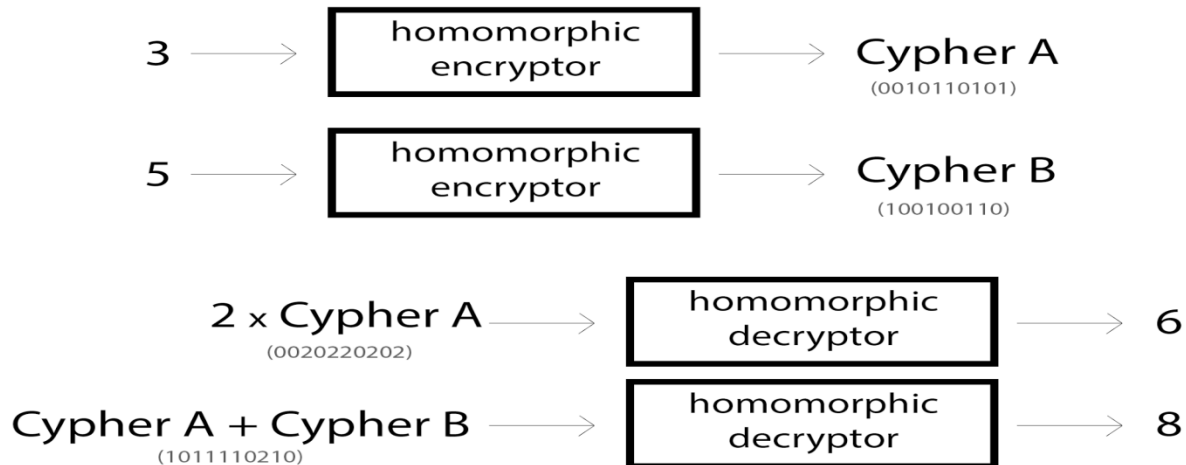 3 homomorphic encryptor Cypher A
(0010110101)
5 homomorphic encryptor Cypher B
(100100110)
2 x Cypher A homomorphic decryptor 6
(0020220202)
Cypher A + Cypher B homomorphic decryptor 8
(1011110210)